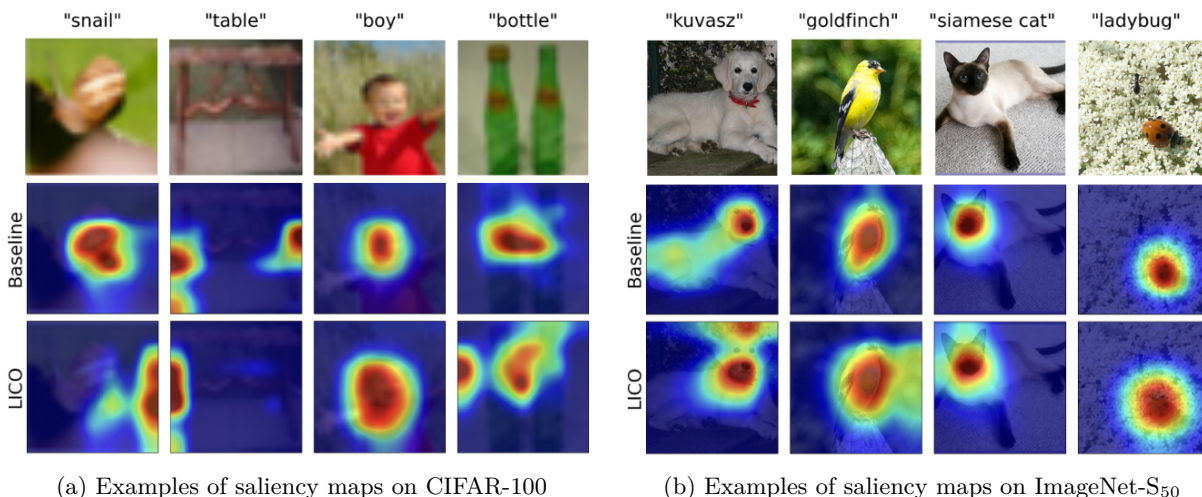 "snail" "table" "boy" "bottle" "kuvasz" "goldfinch" "siamese cat" "ladybug"
Baseline Baseline
LICO LICO
(a) Examples of saliency maps on CIFAR-100 (b) Examples of saliency maps on ImageNet-S₅₀